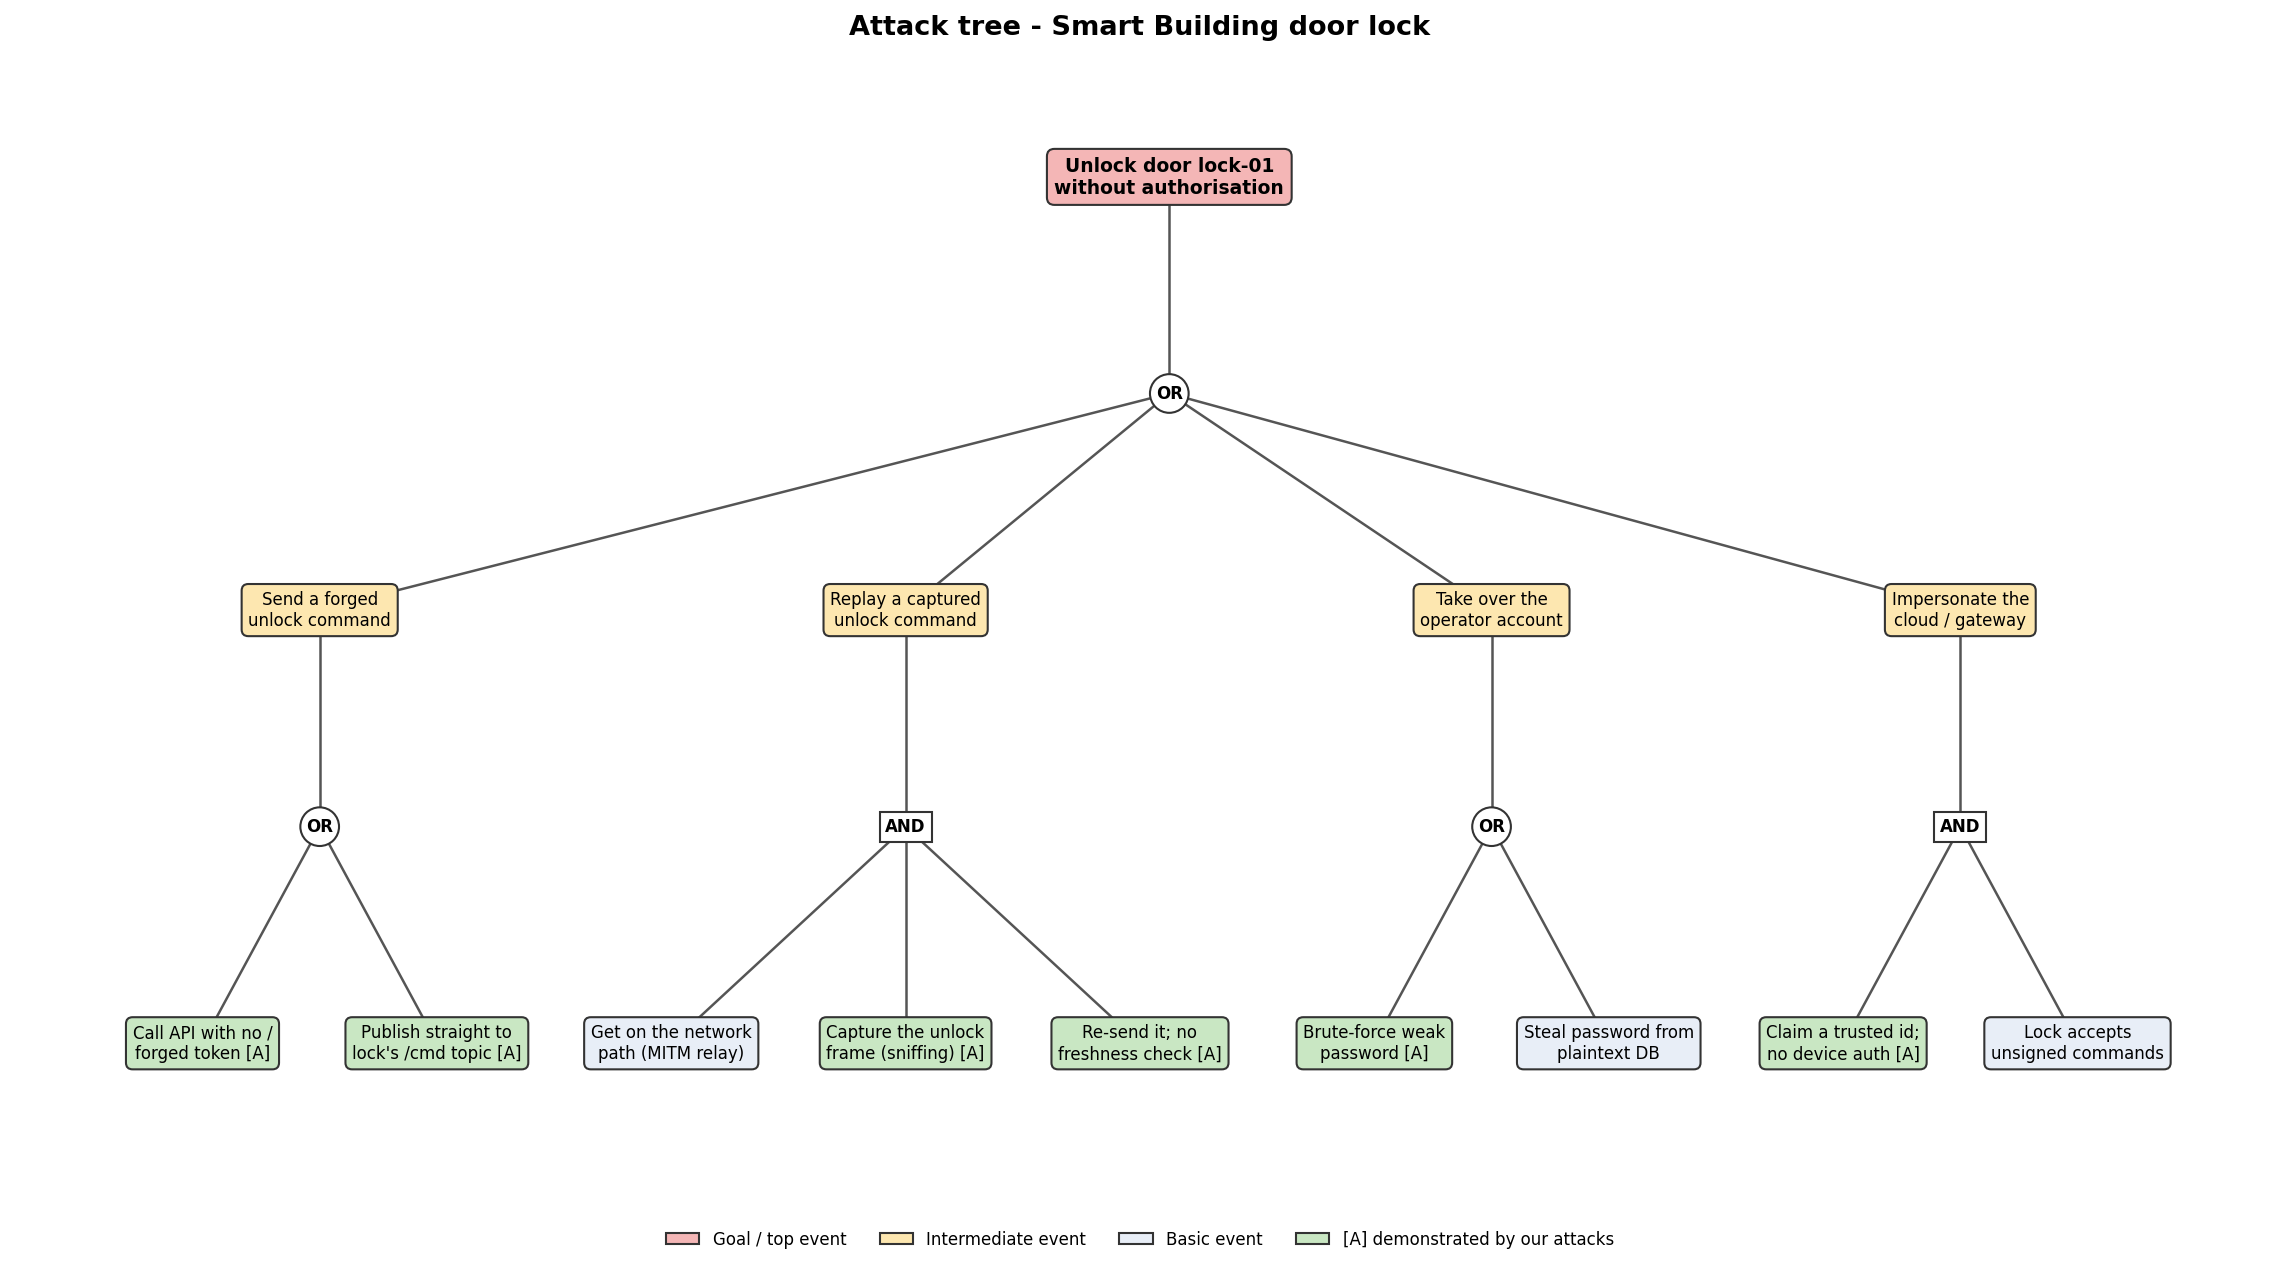 Attack tree - Smart Building door lock
Unlock door lock-01
without authorisation
OR
Send a forged
unlock command
Replay a captured
unlock command
Take over the
operator account
Impersonate the
cloud / gateway
OR
AND
OR
AND
Call API with no /
forged token [A]
Publish straight to
lock's /cmd topic [A]
Get on the network
path (MITM relay)
Capture the unlock
frame (sniffing) [A]
Re-send it; no
freshness check [A]
Brute-force weak
password [A]
Steal password from
plaintext DB
Claim a trusted id;
no device auth [A]
Lock accepts
unsigned commands
Goal / top event
Intermediate event
Basic event
[A] demonstrated by our attacks